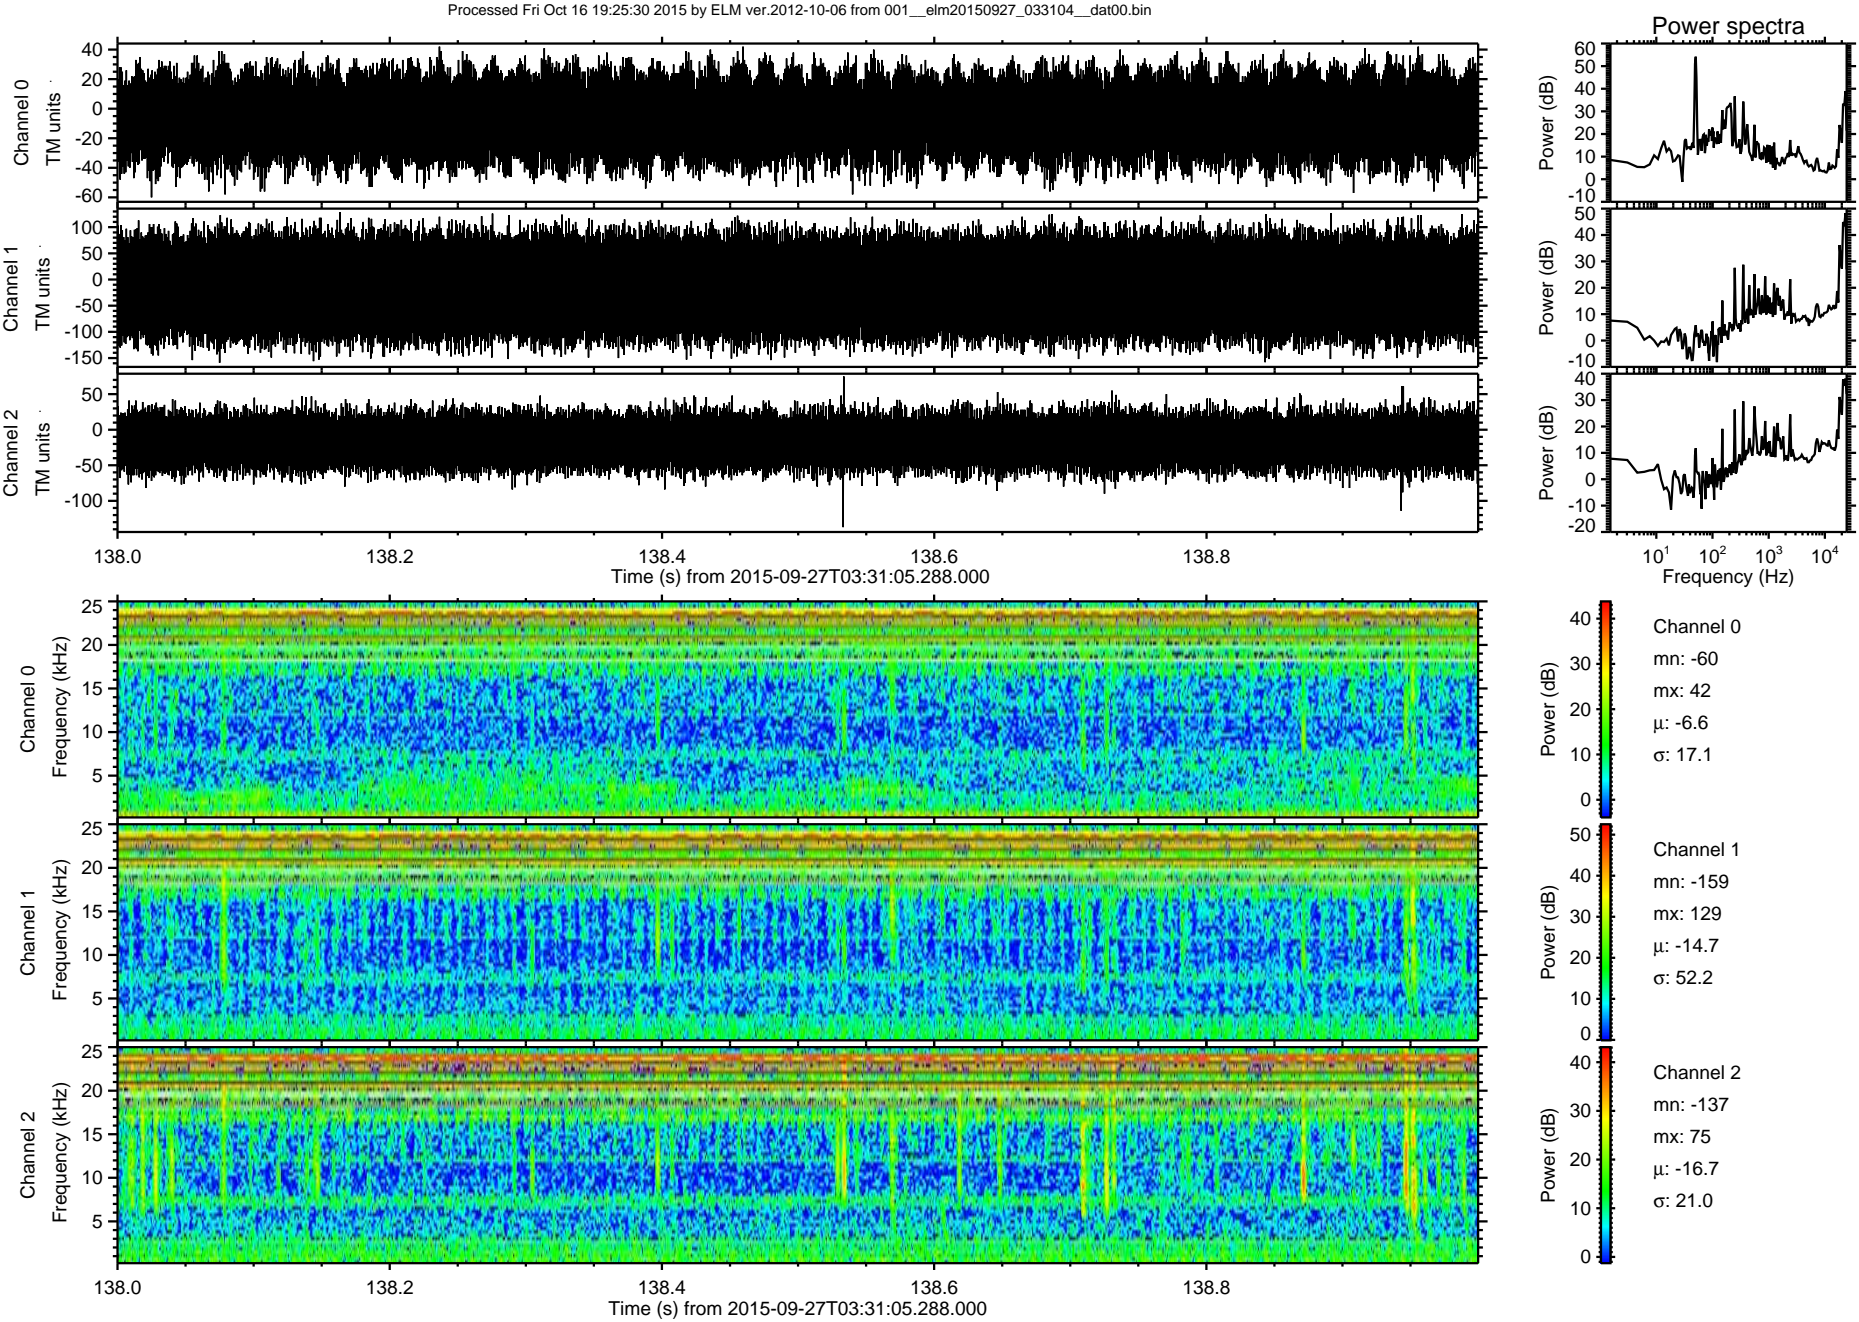 Processed Fri Oct 16 19:25:30 2015 by ELM ver.2012-10-06 from 001__elm20150927_033104__dat00.bin
Power spectra
Channel 0
TM units
40
20
0
-20
-40
-60
Power (dB)
60
50
40
30
20
10
0
-10
Channel 1
TM units
100
50
0
-50
-100
-150
Power (dB)
50
40
30
20
10
0
-10
Channel 2
TM units
50
0
-50
-100
Power (dB)
40
30
20
10
0
-10
-20
138.0 138.2 138.4 138.6 138.8
Time (s) from 2015-09-27T03:31:05.288.000
10¹ 10² 10³ 10⁴
Frequency (Hz)
Channel 0
Frequency (kHz)
25
20
15
10
5
Power (dB)
40
30
20
10
0
Channel 0
mn: -60
mx: 42
μ: -6.6
σ: 17.1
Channel 1
Frequency (kHz)
25
20
15
10
5
Power (dB)
50
40
30
20
10
0
Channel 1
mn: -159
mx: 129
μ: -14.7
σ: 52.2
Channel 2
Frequency (kHz)
25
20
15
10
5
Power (dB)
40
30
20
10
0
Channel 2
mn: -137
mx: 75
μ: -16.7
σ: 21.0
138.0 138.2 138.4 138.6 138.8
Time (s) from 2015-09-27T03:31:05.288.000